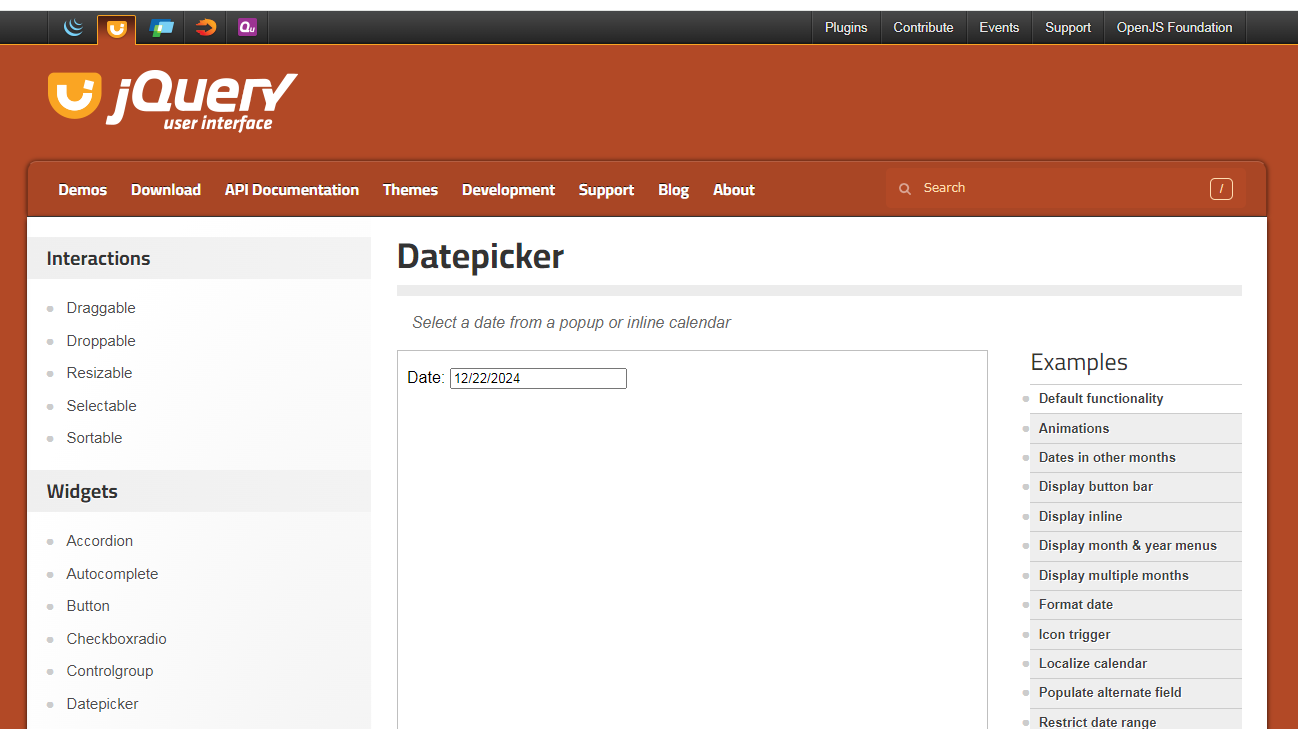 Qu
Plugins
Contribute
Events
Support
OpenJS Foundation
jQuery
user interface
Demos
Download
API Documentation
Themes
Development
Support
Blog
About
Search
/
Interactions
Draggable
Droppable
Resizable
Selectable
Sortable
Widgets
Accordion
Autocomplete
Button
Checkboxradio
Controlgroup
Datepicker
Datepicker
Select a date from a popup or inline calendar
Date: 12/22/2024
Examples
Default functionality
Animations
Dates in other months
Display button bar
Display inline
Display month & year menus
Display multiple months
Format date
Icon trigger
Localize calendar
Populate alternate field
Restrict date range